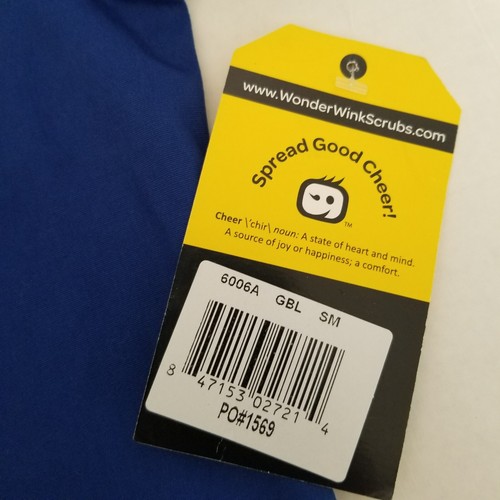 www.WonderWinkScrubs.com
Spread Good Cheer!
TM
Cheer \'chir\ noun: A state of heart and mind.
A source of joy or happiness; a comfort.
6006A GBL SM
8 47153 02721 4
PO#1569